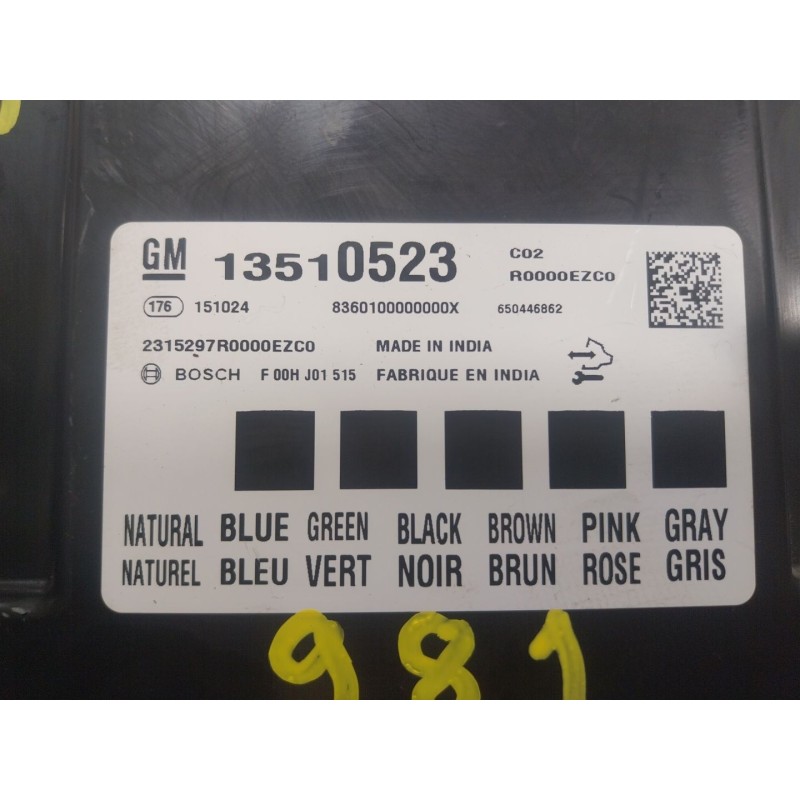 GM 13510523 C02
R0000EZC0
176 151024 8360100000000X 650446862
2315297R0000EZC0 MADE IN INDIA
BOSCH F 00H J01 515 FABRIQUE EN INDIA
NATURAL BLUE GREEN BLACK BROWN PINK GRAY
NATUREL BLEU VERT NOIR BRUN ROSE GRIS
981